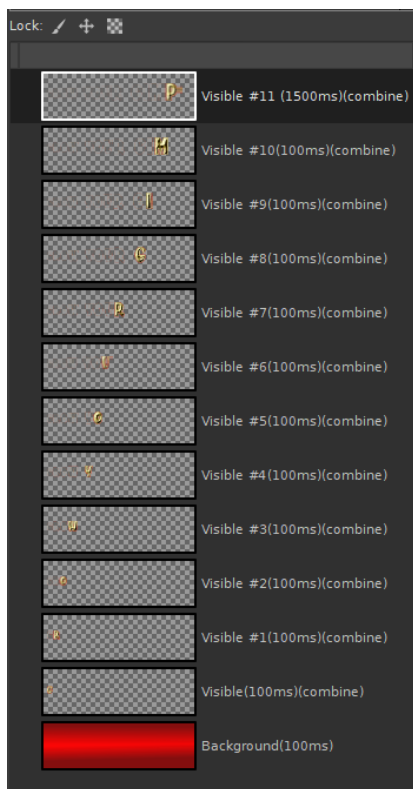 Lock:
P Visible #11 (1500ms)(combine)
M Visible #10(100ms)(combine)
I Visible #9(100ms)(combine)
G Visible #8(100ms)(combine)
Visible #7(100ms)(combine)
Visible #6(100ms)(combine)
Visible #5(100ms)(combine)
Visible #4(100ms)(combine)
W Visible #3(100ms)(combine)
Visible #2(100ms)(combine)
Visible #1(100ms)(combine)
Visible(100ms)(combine)
Background(100ms)